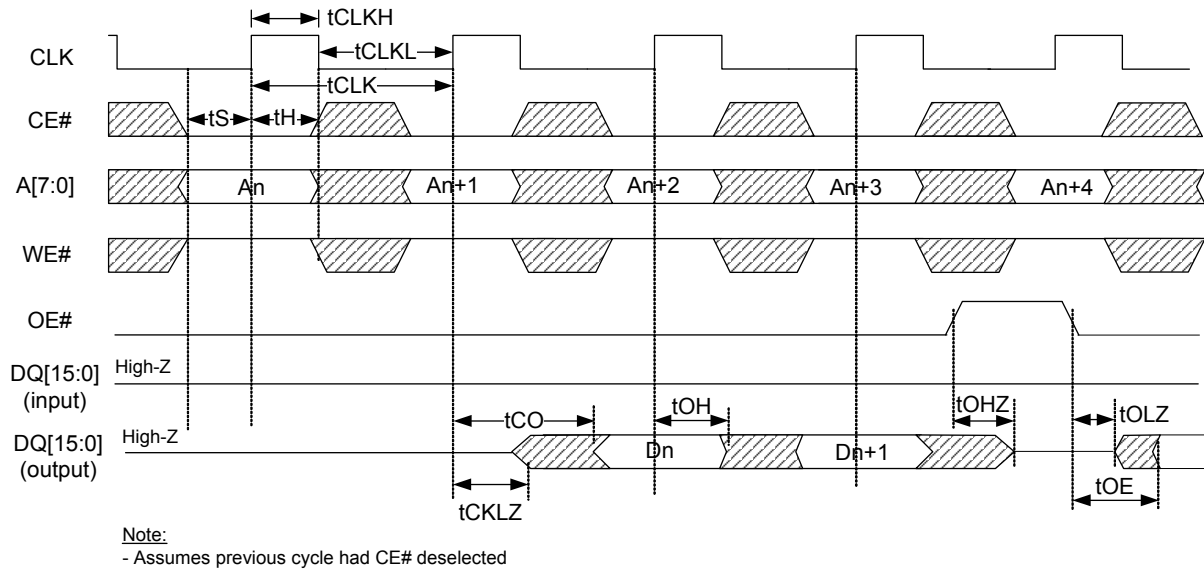 tCLKH
CLK
tCLKL
tCLK
CE#
tS
tH
A[7:0]
An
An+1
An+2
An+3
An+4
WE#
OE#
DQ[15:0]
(input)
High-Z
tCO
tOH
tOHZ
tOLZ
DQ[15:0]
(output)
High-Z
Dn
Dn+1
tCKLZ
tOE
Note:
- Assumes previous cycle had CE# deselected